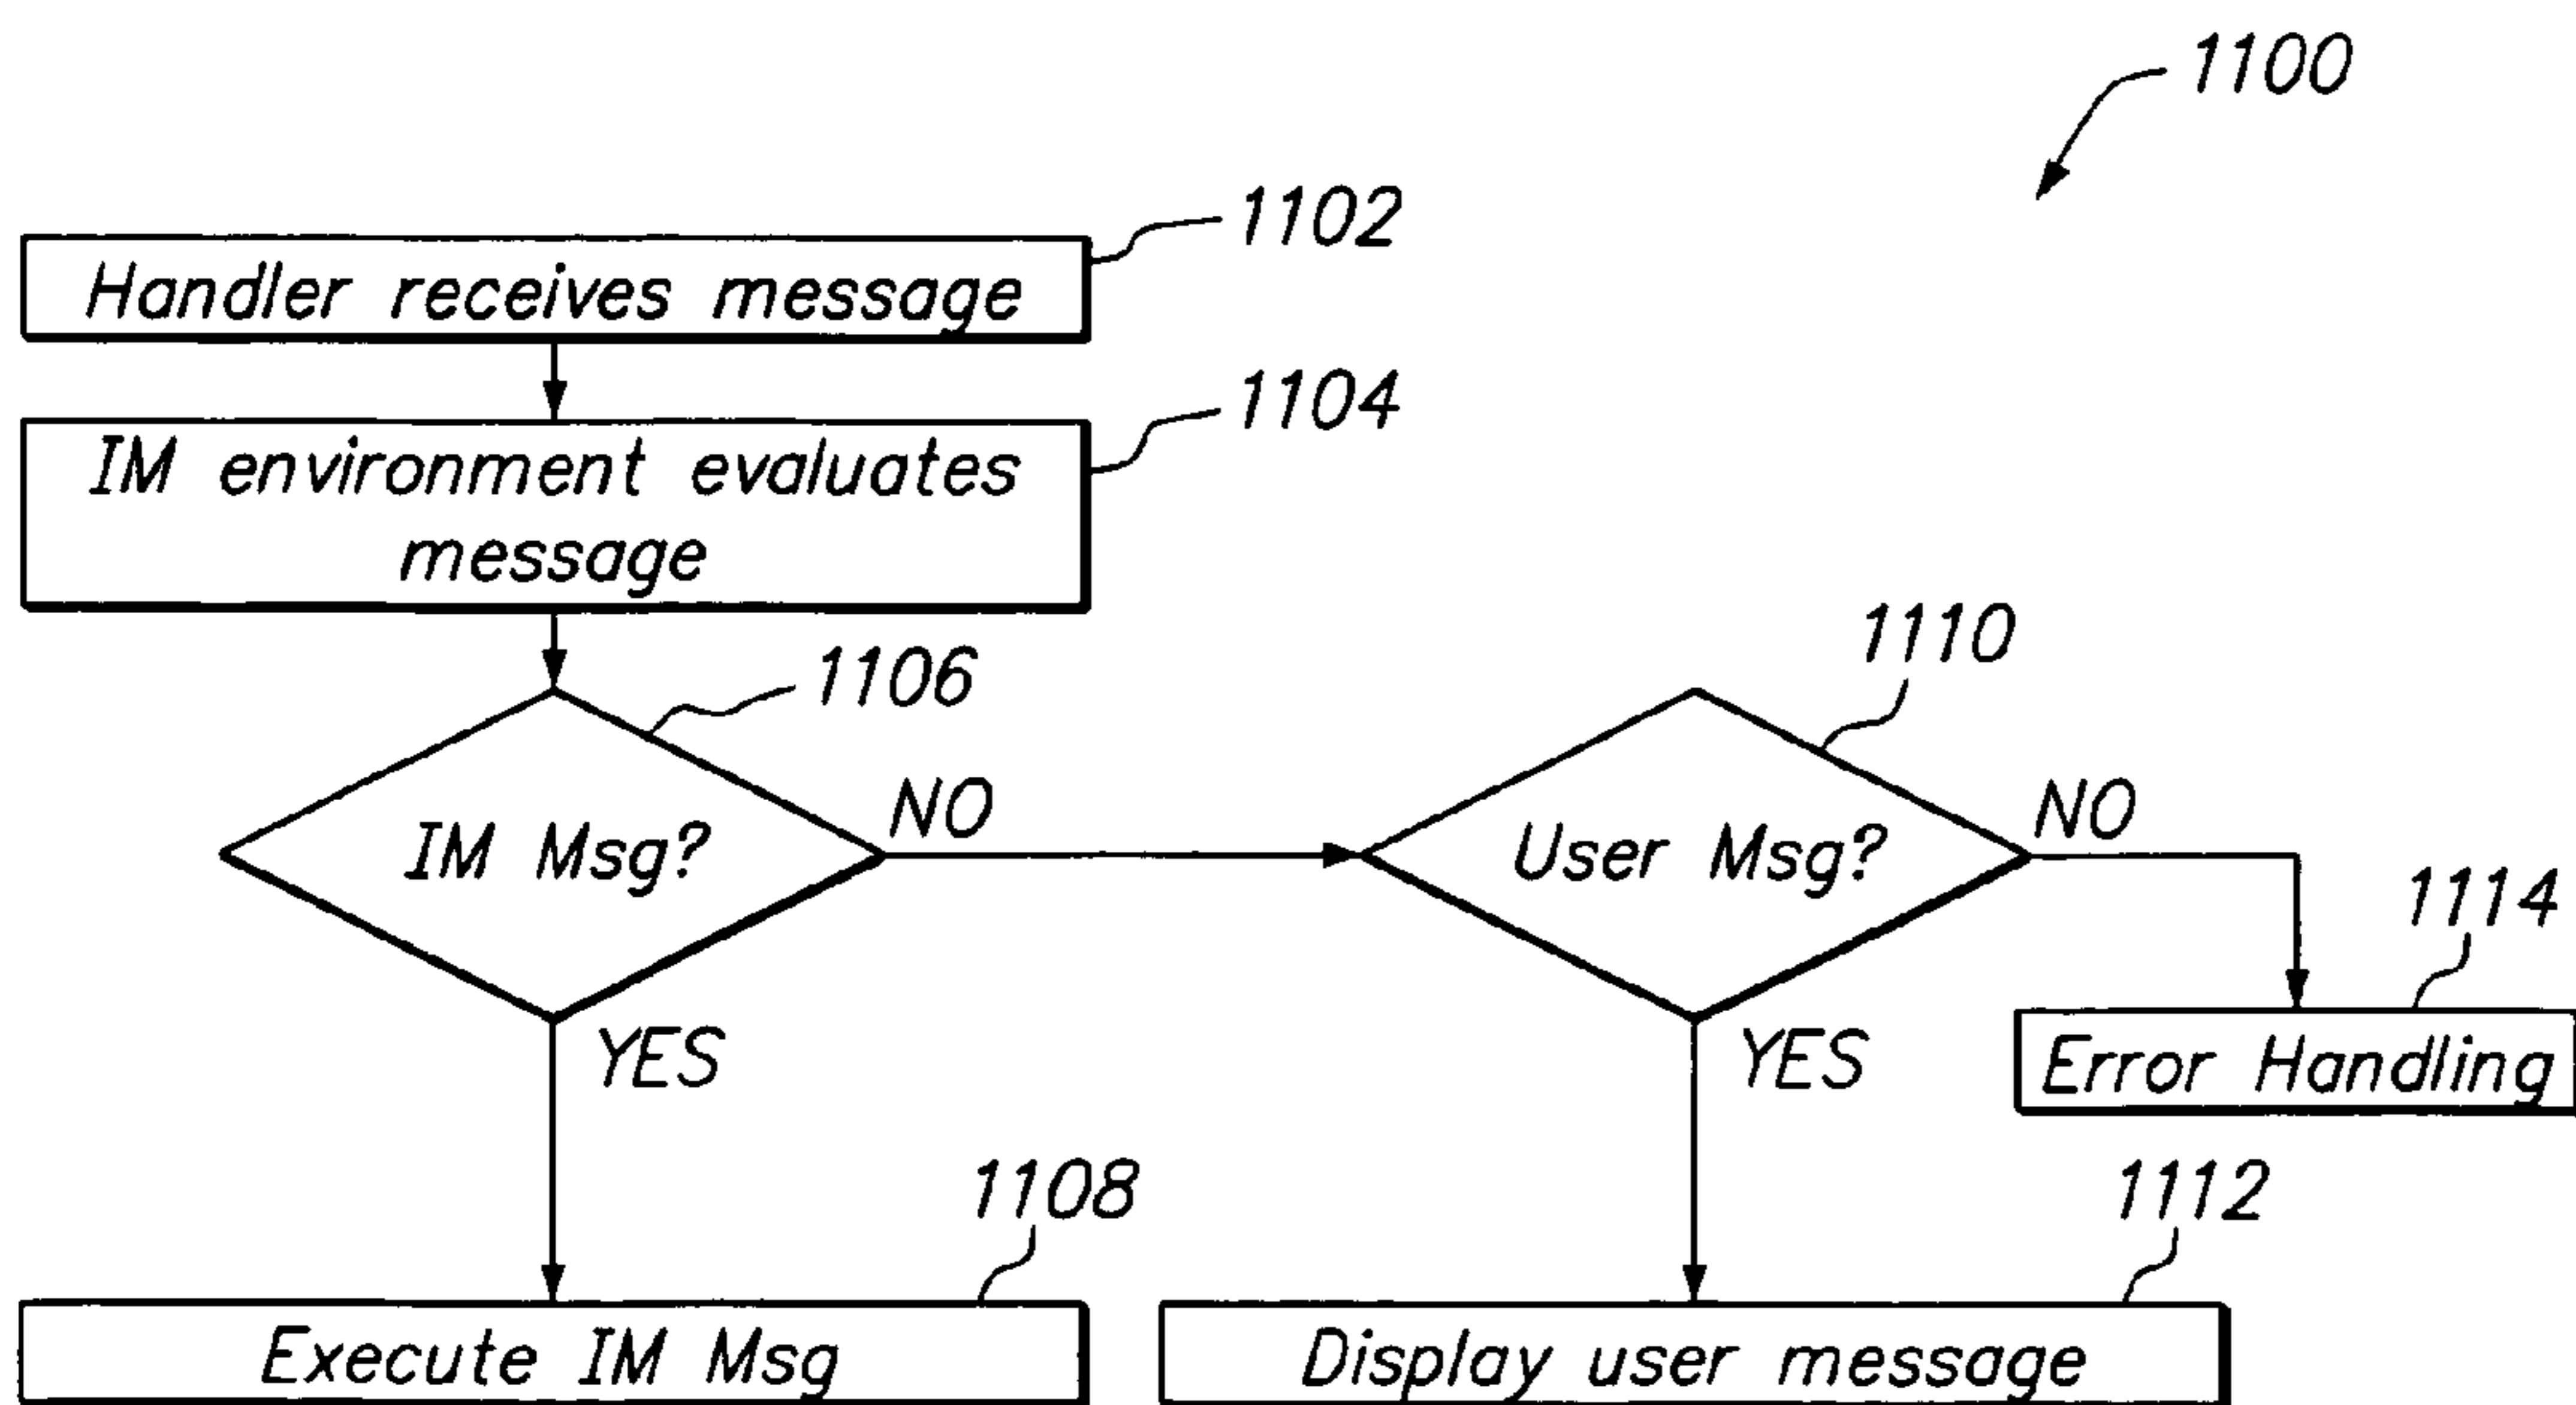 1100
1102
Handler receives message
1104
IM environment evaluates
message
1106
1110
IM Msg?
NO
User Msg?
NO
1114
YES
YES
Error Handling
1108
1112
Execute IM Msg
Display user message